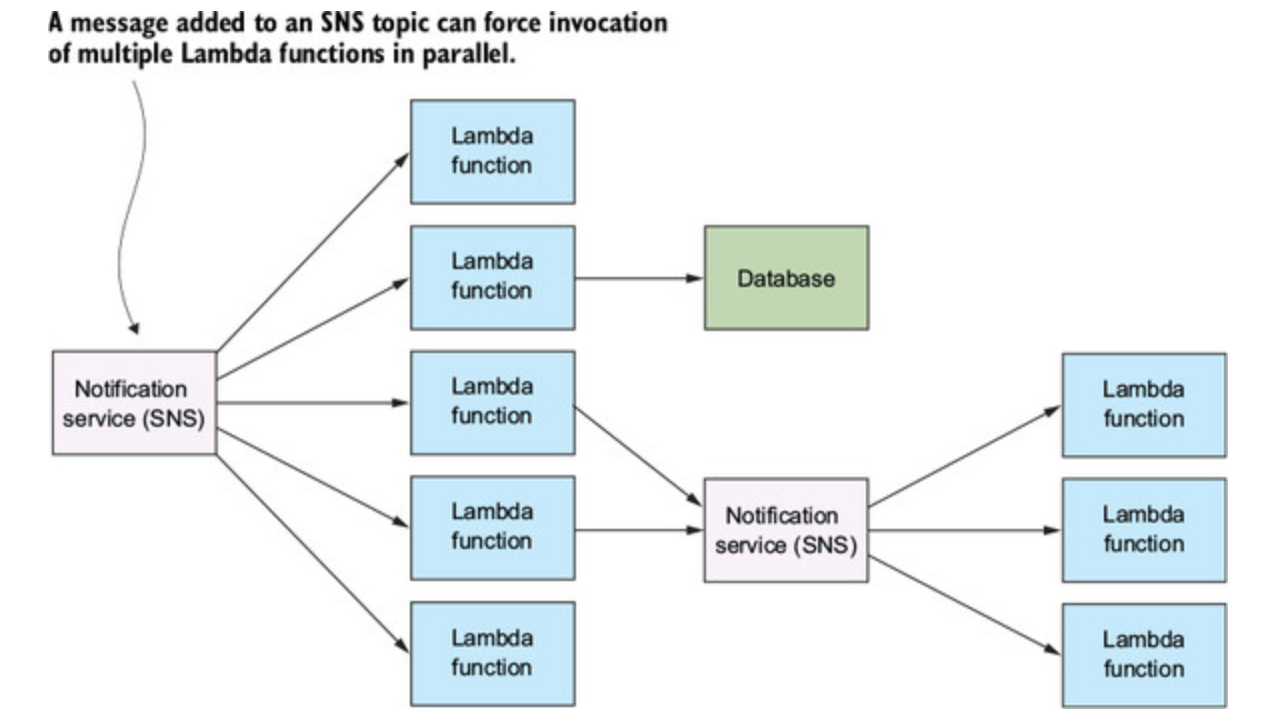 A message added to an SNS topic can force invocation
of multiple Lambda functions in parallel.
Lambda
function
Lambda
function
Database
Notification
service (SNS)
Lambda
function
Lambda
function
Lambda
function
Notification
service (SNS)
Lambda
function
Lambda
function
Lambda
function